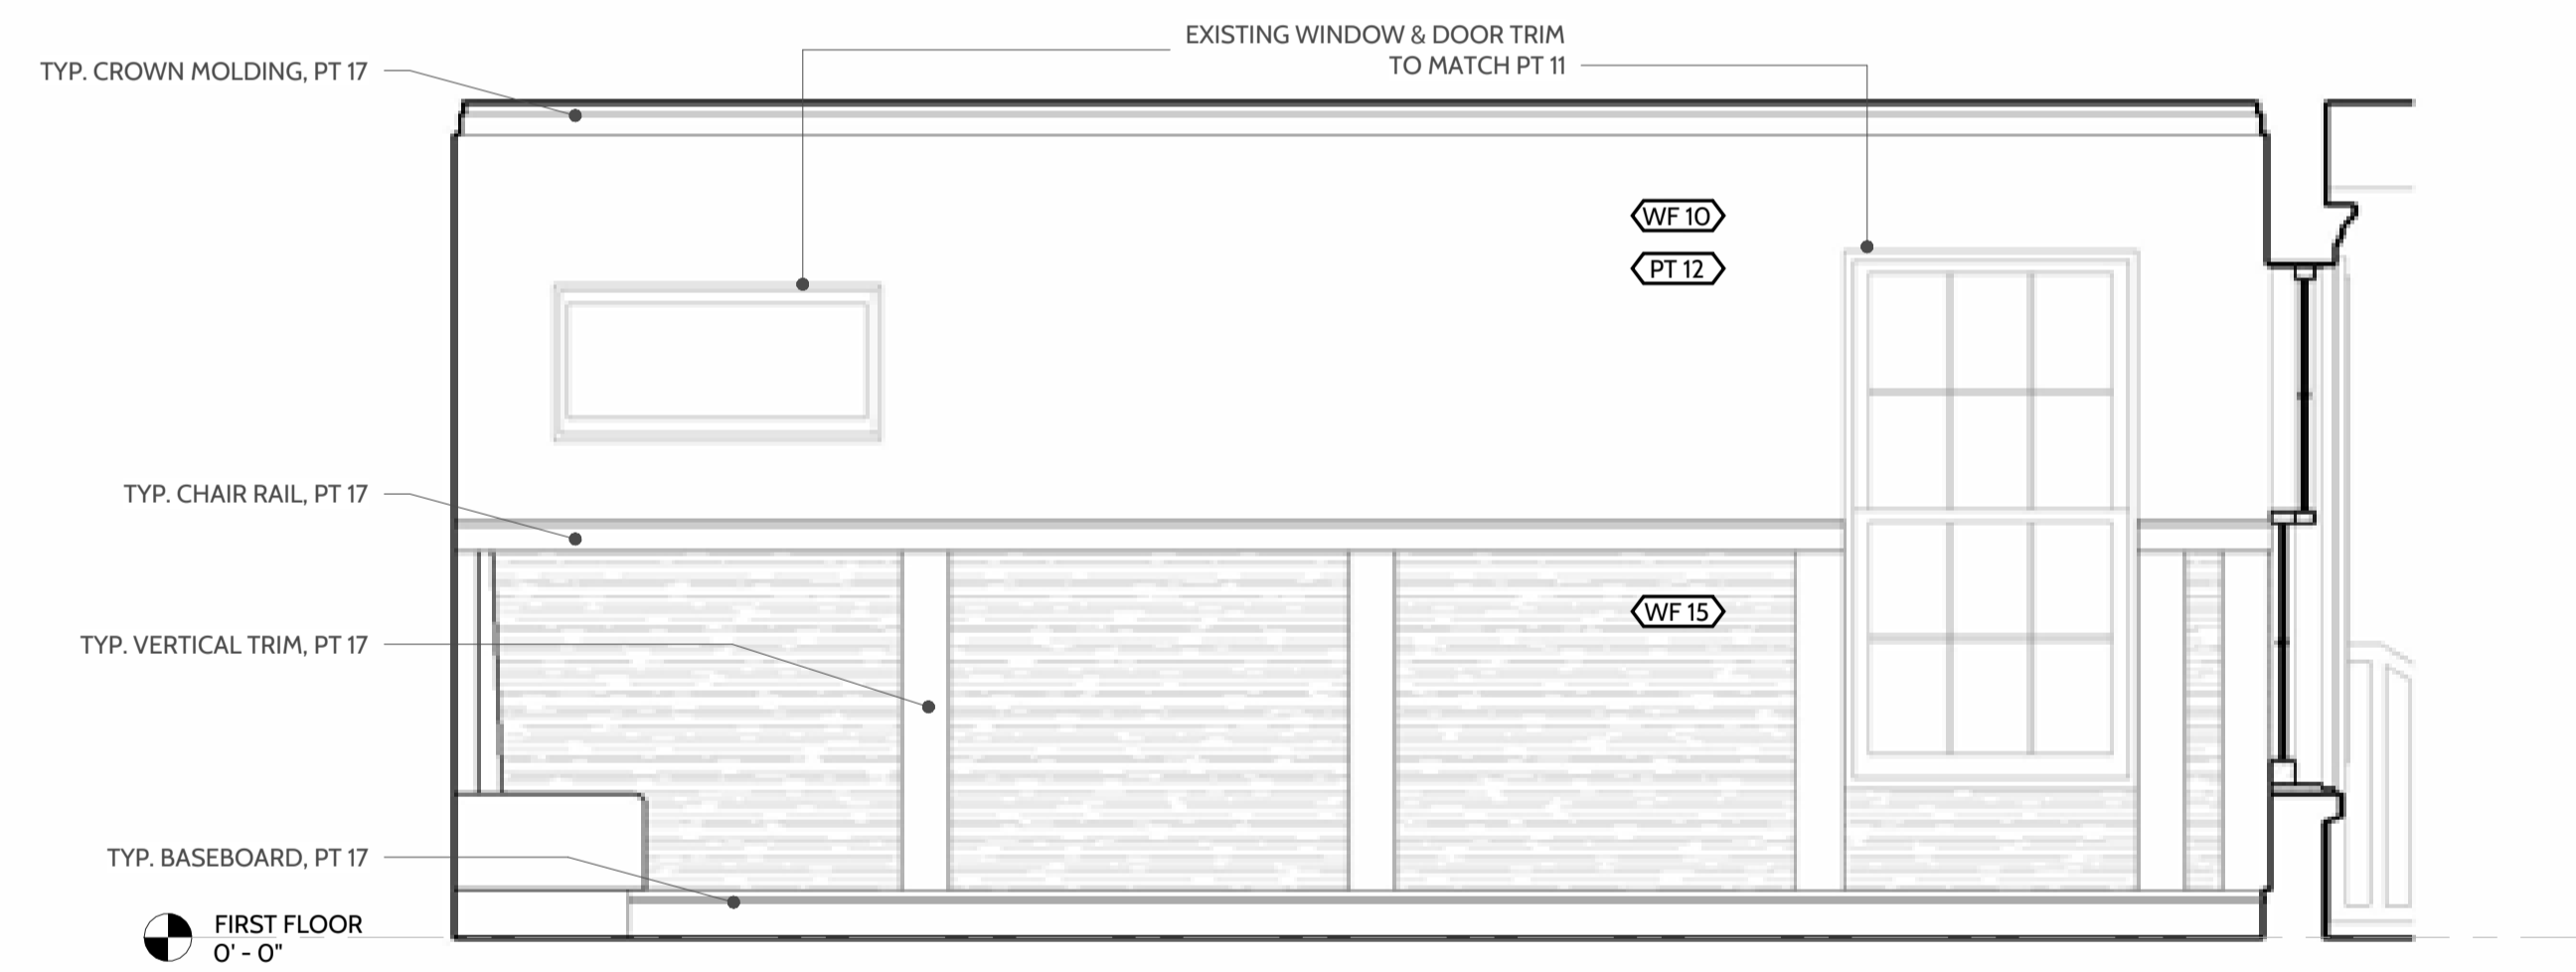 EXISTING WINDOW & DOOR TRIM
TO MATCH PT 11
TYP. CROWN MOLDING, PT 17
WF 10
PT 12
TYP. CHAIR RAIL, PT 17
WF 15
TYP. VERTICAL TRIM, PT 17
TYP. BASEBOARD, PT 17
FIRST FLOOR
0' - 0"